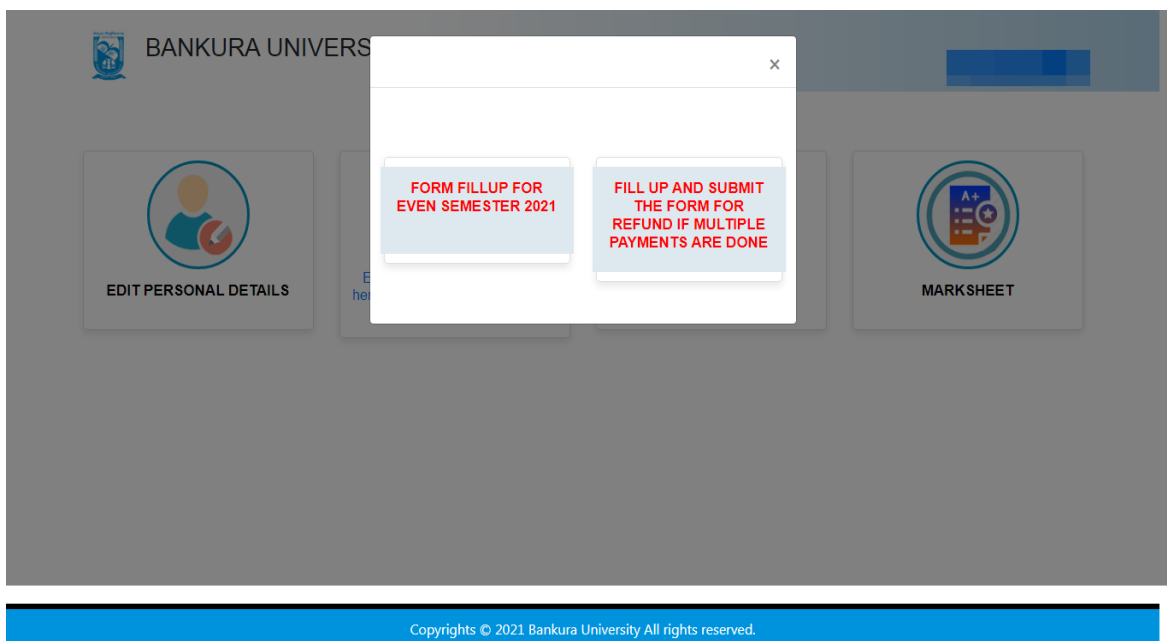 BANKURA UNIVERS
×
FORM FILLUP FOR
EVEN SEMESTER 2021
FILL UP AND SUBMIT
THE FORM FOR
REFUND IF MULTIPLE
PAYMENTS ARE DONE
A+
EDIT PERSONAL DETAILS
E
her
MARKSHEET
Copyrights © 2021 Bankura University All rights reserved.